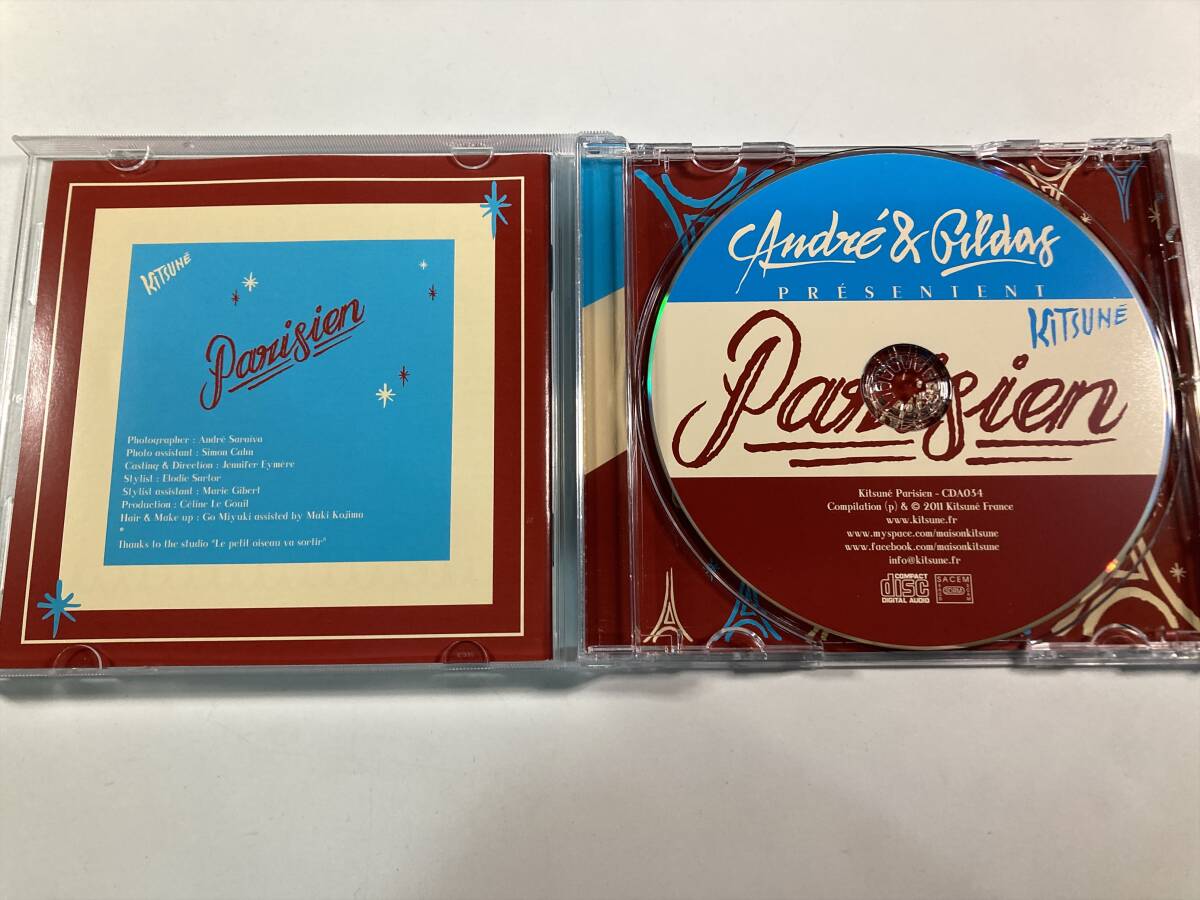 KITSUNÉ
Parisien
Photographer : André Saraiva
Photo assistant : Simon Cahn
Casting & Direction : Jennifer Eymère
Stylist : Elodie Sartor
Stylist assistant : Marie Gibert
Production : Céline Le Goail
Hair & Make up : Go Miyuki assisted by Maki Kojima
*
Thanks to the studio "Le petit oiseau va sortir"
André & Gildas
PRÉSENTENT
KITSUNÉ
Parisien
Kitsuné Parisien - CDA034
Compilation (p) & © 2011 Kitsuné France
www.kitsune.fr
www.myspace.com/maisonkitsune
www.facebook.com/maisonkitsune
info@kitsune.fr
COMPACT
disc
DIGITAL AUDIO
SACEM
SDRM